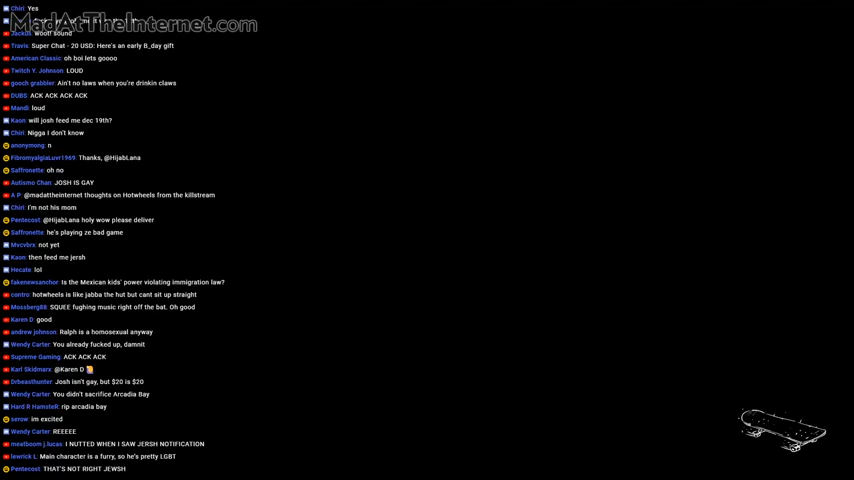 Chiri: Yes
MadAtTheInternet.com
Jackus: woot! sound
Travis: Super Chat - 20 USD: Here's an early B_day gift
American Classic: oh boi lets goooo
Twitch Y. Johnson: LOUD
gooch grabbler: Ain't no laws when you're drinkin claws
DUBS: ACK ACK ACK ACK
Mandi: loud
Kaon: will josh feed me dec 19th?
Chiri: Nigga I don't know
anonymong: n
FibromyalgiaLuvr1969: Thanks, @HijabLana
Saffronette: oh no
Autismo Chan: JOSH IS GAY
A P: @madattheinternet thoughts on Hotwheels from the killstream
Chiri: I'm not his mom
Pentecost: @HijabLana holy wow please deliver
Saffronette: he's playing ze bad game
Mvcvbrx: not yet
Kaon: then feed me jersh
Hecate: lol
fakenewsanchor: Is the Mexican kids' power violating immigration law?
contro: hotwheels is like jabba the hut but cant sit up straight
Mossberg88: SQUEE fughing music right off the bat. Oh good
Karen D: good
andrew johnson: Ralph is a homosexual anyway
Wendy Carter: You already fucked up, damnit
Supreme Gaming: ACK ACK ACK
Karl Skidmarx: @Karen D
Drbeasthunter: Josh isn't gay, but $20 is $20
Wendy Carter: You didn't sacrifice Arcadia Bay
Hard R HamsteR: rip arcadia bay
serow: im excited
Wendy Carter: REEEEE
meatboom j.lucas: I NUTTED WHEN I SAW JERSH NOTIFICATION
lewrick L: Main character is a furry, so he's pretty LGBT
Pentecost: THAT'S NOT RIGHT JEWSH